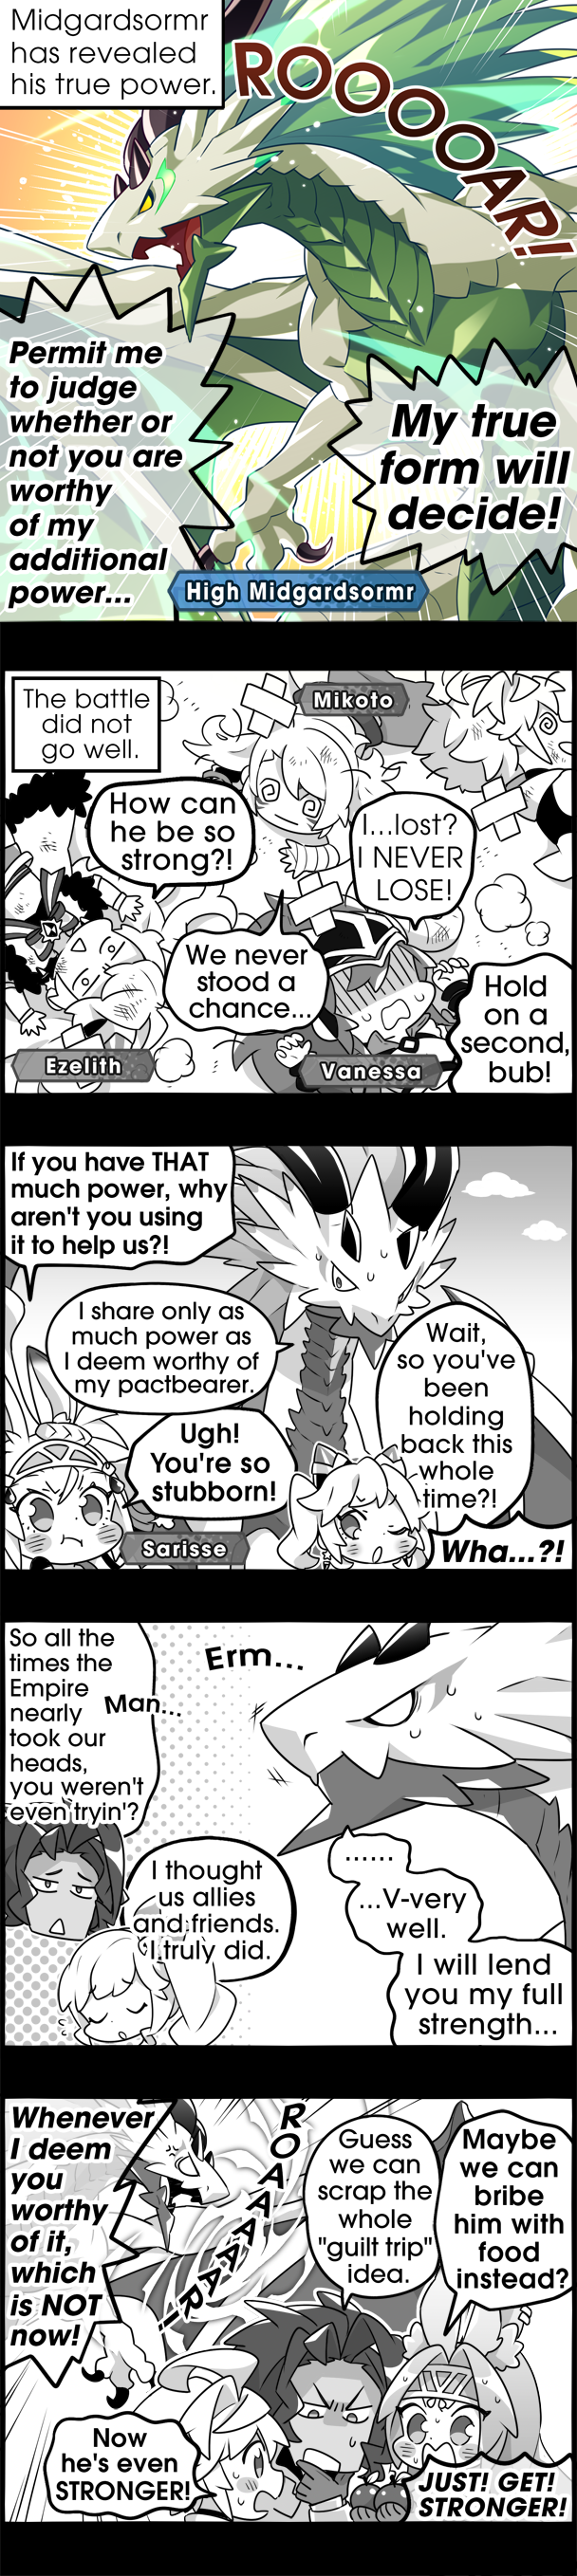 Midgardsormr
has revealed
his true power.
ROOOOAR!
Permit me
to judge
whether or
not you are
worthy
of my
additional
power...
My true
form will
decide!
High Midgardsormr
The battle
did not
go well.
Mikoto
How can
he be so
strong?!
I...lost?
I NEVER
LOSE!
We never
stood a
chance...
Hold
on a
second,
bub!
Ezelith
Vanessa
If you have THAT
much power, why
aren't you using
it to help us?!
I share only as
much power as
I deem worthy of
my pactbearer.
Wait,
so you've
been
holding
back this
whole
time?!
Ugh!
You're so
stubborn!
Sarisse
Wha...?!
So all the
times the
Empire
nearly
took our
heads,
you weren't
even tryin'?
Man...
Erm...
I thought
us allies
and friends.
I truly did.
......
...V-very
well.
I will lend
you my full
strength...
Whenever
I deem
you
worthy
of it,
which
is NOT
now!
ROAAAAAR!
Guess
we can
scrap the
whole
"guilt trip"
idea.
Maybe
we can
bribe
him with
food
instead?
Now
he's even
STRONGER!
JUST! GET!
STRONGER!